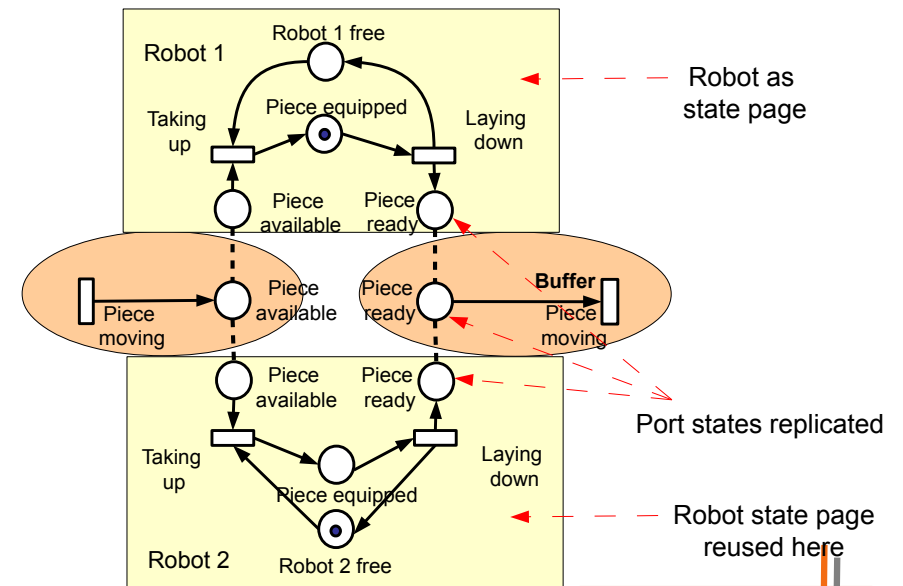 Robot 1 free
Robot 1
Piece equipped
Taking
up
Laying
down
Robot as
state page
Piece
available
Piece
ready
Piece
available
Piece
moving
Piece
ready
Buffer
Piece
moving
Piece
available
Piece
ready
Port states replicated
Taking
up
Laying
down
Piece equipped
Robot state page
reused here
Robot 2
Robot 2 free